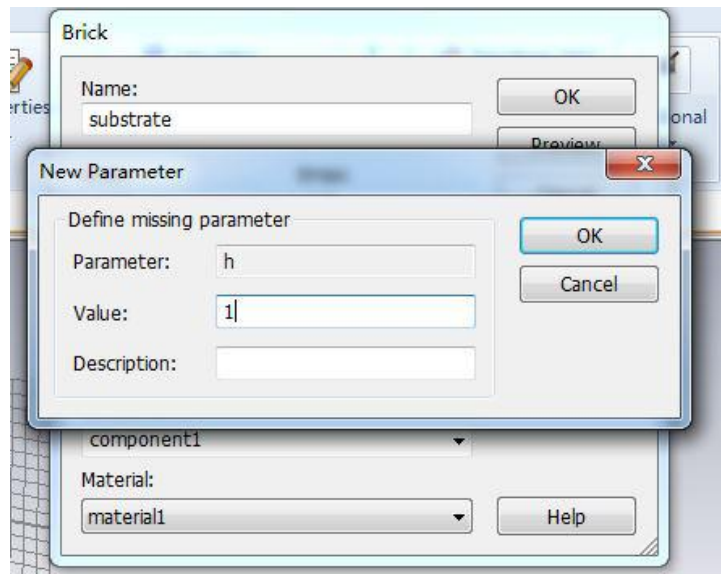 Brick
Name:
OK
substrate
erties
onal
Preview
New Parameter
Define missing parameter
OK
Parameter:
h
Cancel
Value:
1
Description:
component1
Material:
material1
Help